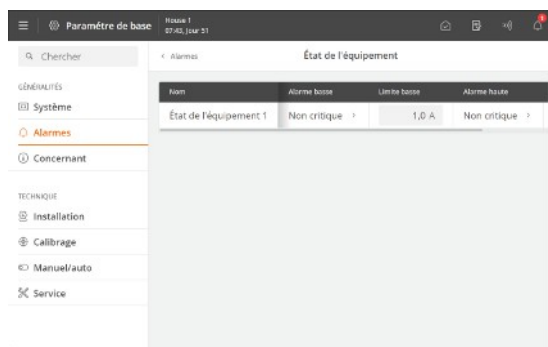 Paramétre de base
House 1
07:43, Jour 51
Chercher
GÉNÉRALITÉS
Système
Alarmes
Concernant
TECHNIQUE
Installation
Calibrage
Manuel/auto
Service
< Alarmes
État de l'équipement
Nom Alarme basse Limite basse Alarme haute
État de l'équipement 1 Non critique > 1,0 A Non critique >